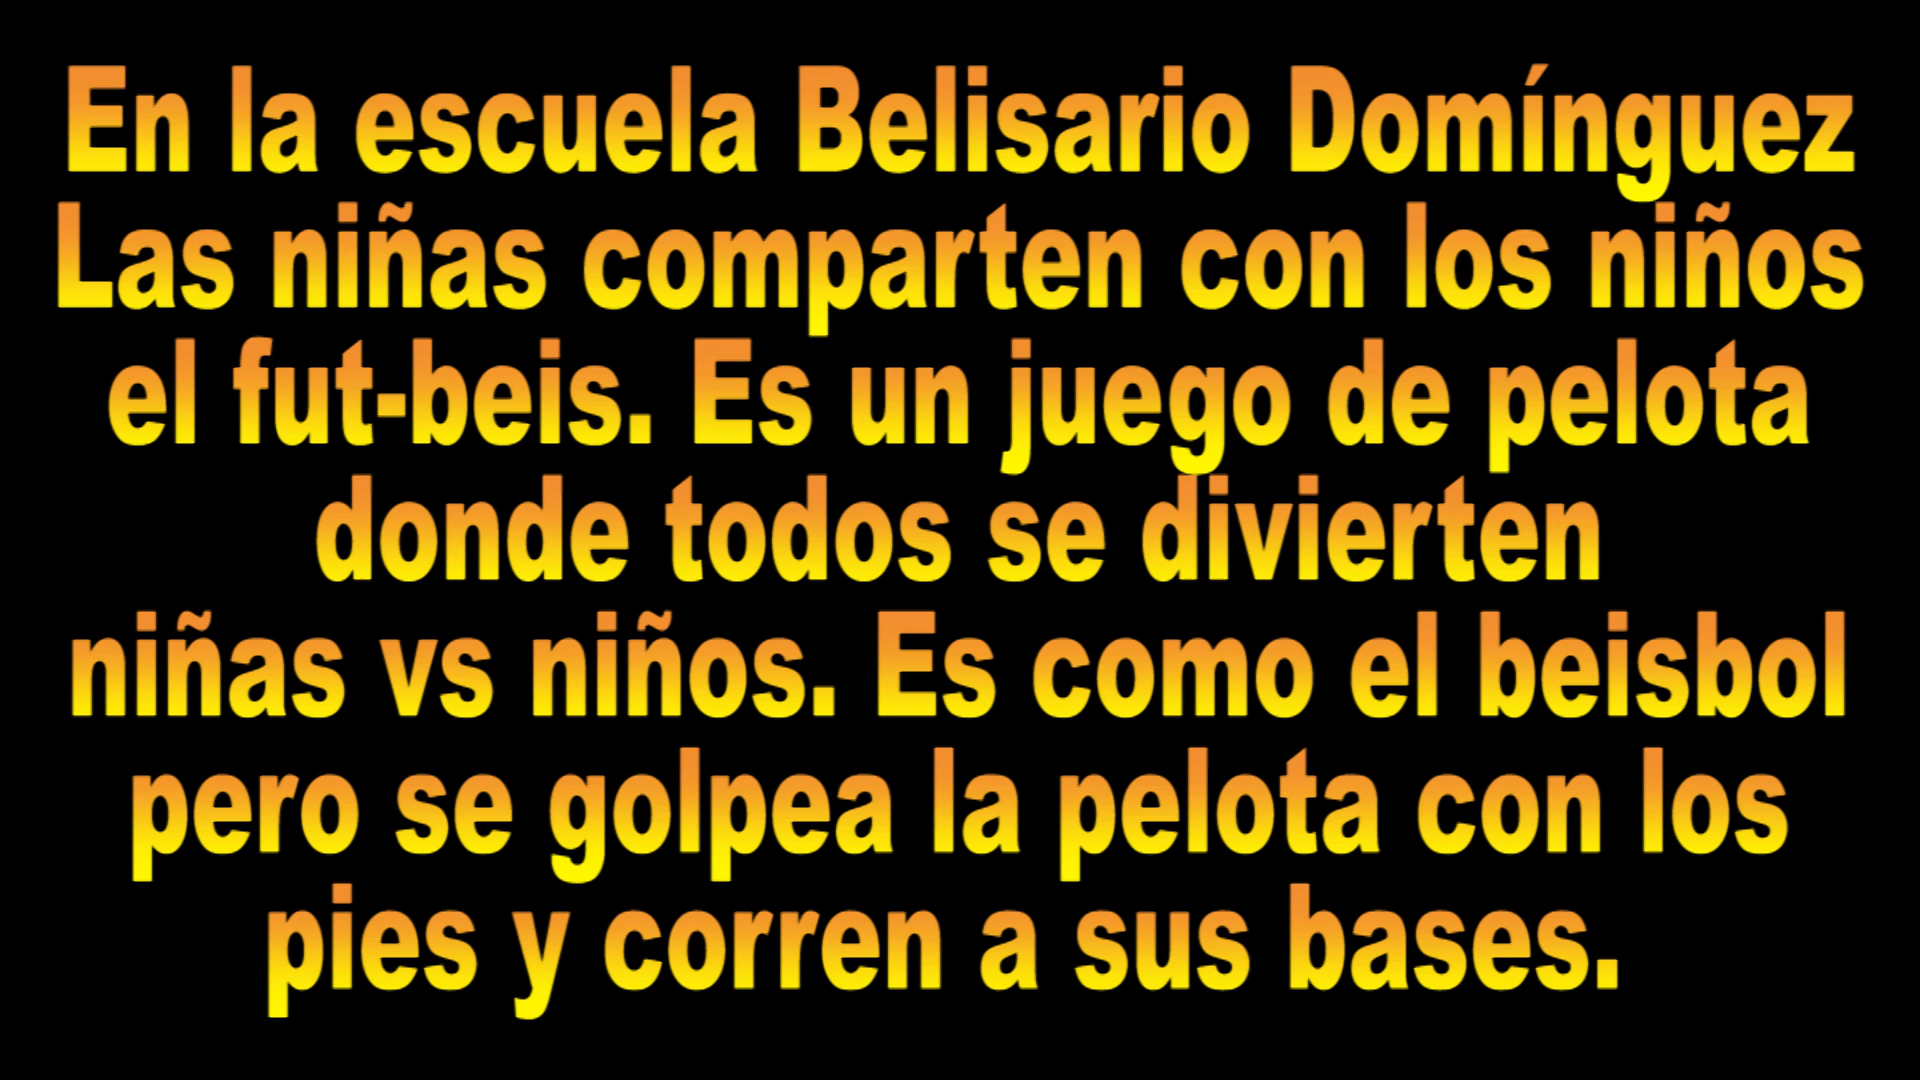 En la escuela Belisario Domínguez
Las niñas comparten con los niños
el fut-beis. Es un juego de pelota
donde todos se divierten
niñas vs niños. Es como el beisbol
pero se golpea la pelota con los
pies y corren a sus bases.